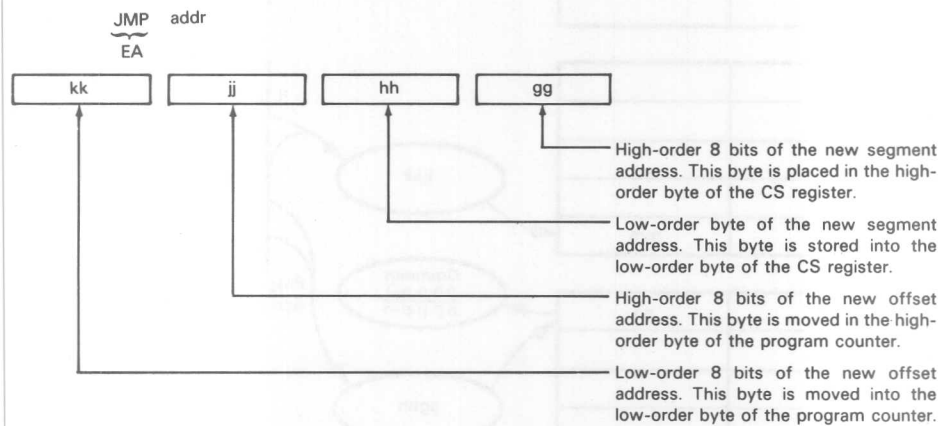 JMP addr
EA
kk jj hh gg
High-order 8 bits of the new segment
address. This byte is placed in the high-
order byte of the CS register.
Low-order byte of the new segment
address. This byte is stored into the
low-order byte of the CS register.
High-order 8 bits of the new offset
address. This byte is moved in the high-
order byte of the program counter.
Low-order 8 bits of the new offset
address. This byte is moved into the
low-order byte of the program counter.